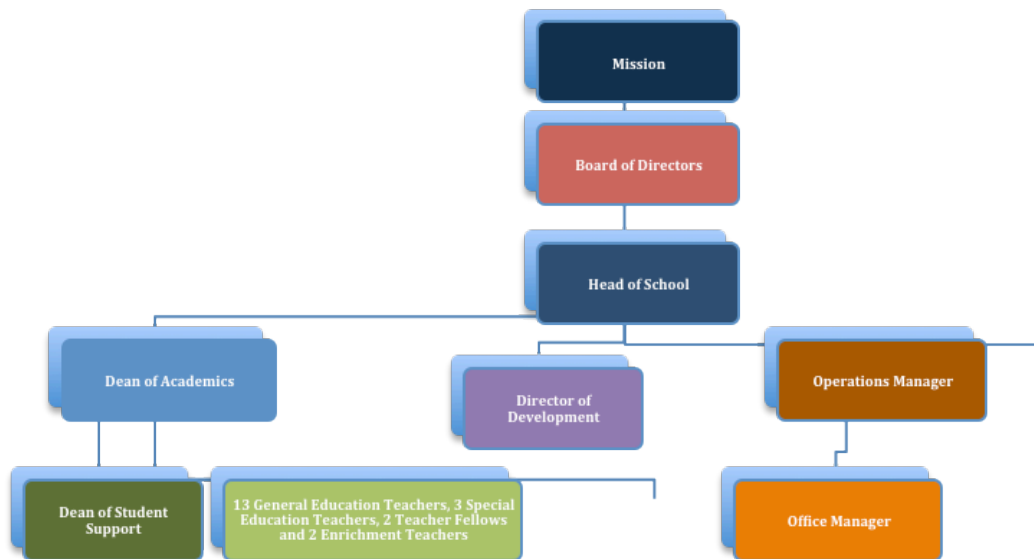 Mission
Board of Directors
Head of School
Dean of Academics
Director of
Development
Operations Manager
Dean of Student
Support
13 General Education Teachers, 3 Special
Education Teachers, 2 Teacher Fellows
and 2 Enrichment Teachers
Office Manager